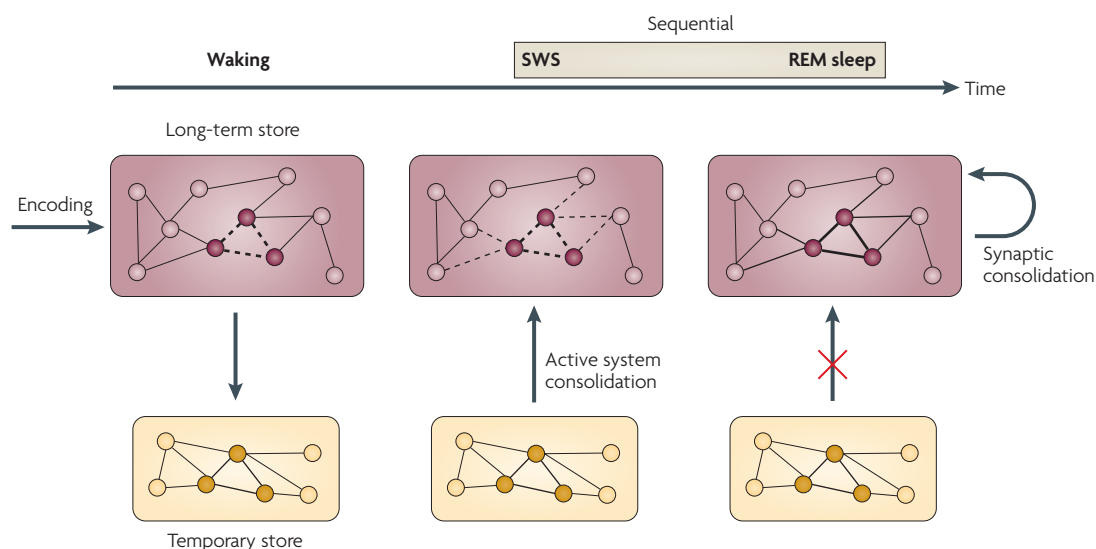 Sequential
Waking
SWS
REM sleep
Time
Long-term store
Encoding
Synaptic
consolidation
Active system
consolidation
Temporary store